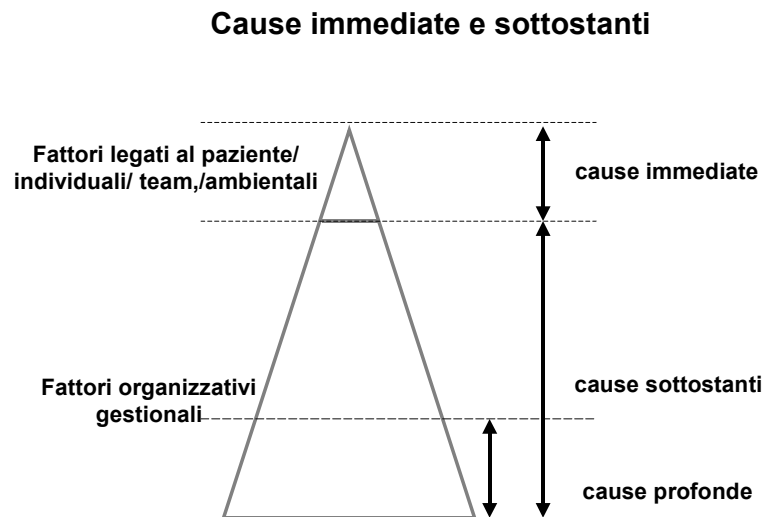 Cause immediate e sottostanti
Fattori legati al paziente/
individuali/ team,/ambientali
cause immediate
Fattori organizzativi
gestionali
cause sottostanti
cause profonde